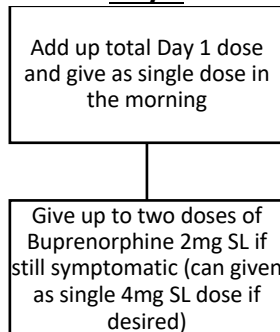 Add up total Day 1 dose
and give as single dose in
the morning
Give up to two doses of
Buprenorphine 2mg SL if
still symptomatic (can given
as single 4mg SL dose if
desired)